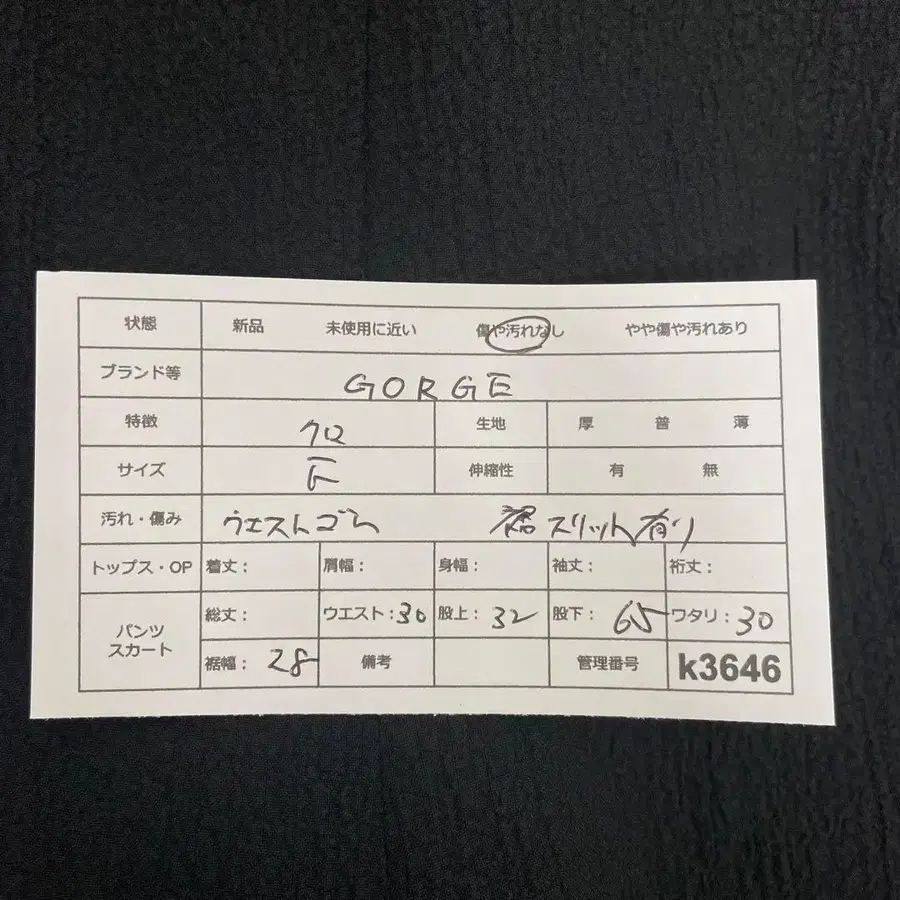 状態 新品 未使用に近い 傷や汚れなし やや傷や汚れあり
ブランド等 GORGE
特徴 クロ 生地 厚 普 薄
サイズ F 伸縮性 有 無
汚れ・傷み ウエストゴム 裾スリット有り
トップス・OP 着丈: 肩幅: 身幅: 袖丈: 裄丈:
パンツ スカート 総丈: ウエスト:30 股上:32 股下:65 ワタリ:30
裾幅:28 備考 管理番号 k3646